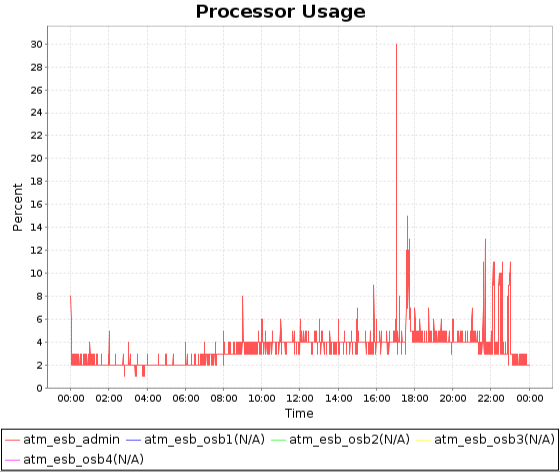 Processor Usage
30
28
26
24
22
20
18
16
14
12
10
8
6
4
2
0
Percent
00:00 02:00 04:00 06:00 08:00 10:00 12:00 14:00 16:00 18:00 20:00 22:00 00:00
Time
atm_esb_admin atm_esb_osb1(N/A) atm_esb_osb2(N/A) atm_esb_osb3(N/A)
atm_esb_osb4(N/A)